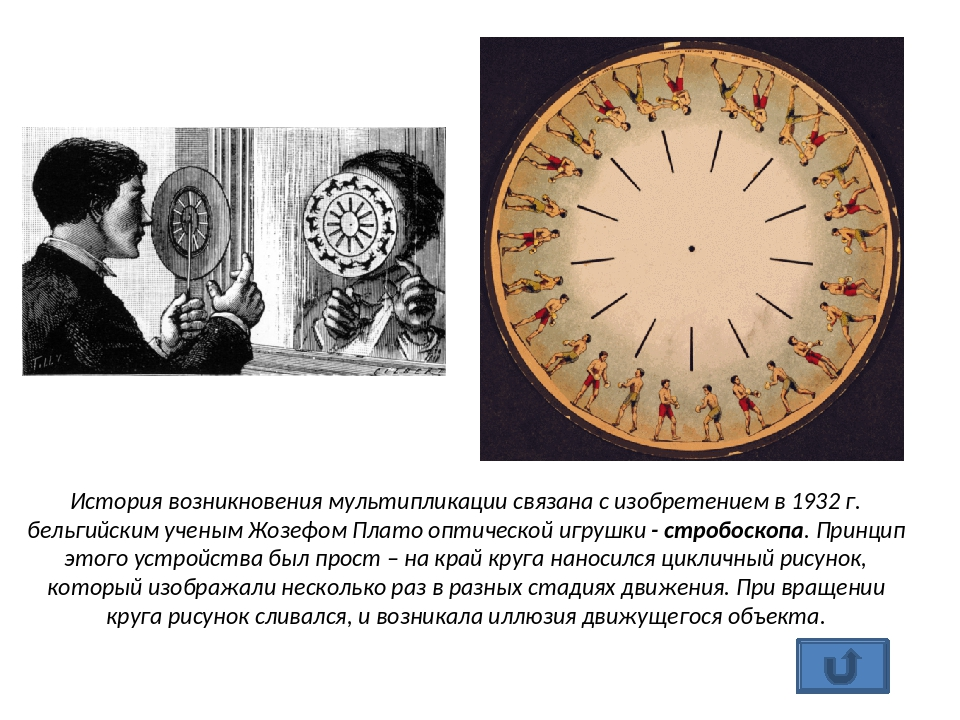 История возникновения мультипликации связана с изобретением в 1932 г.
бельгийским ученым Жозефом Плато оптической игрушки - стробоскопа. Принцип
этого устройства был прост – на край круга наносился цикличный рисунок,
который изображали несколько раз в разных стадиях движения. При вращении
круга рисунок сливался, и возникала иллюзия движущегося объекта.